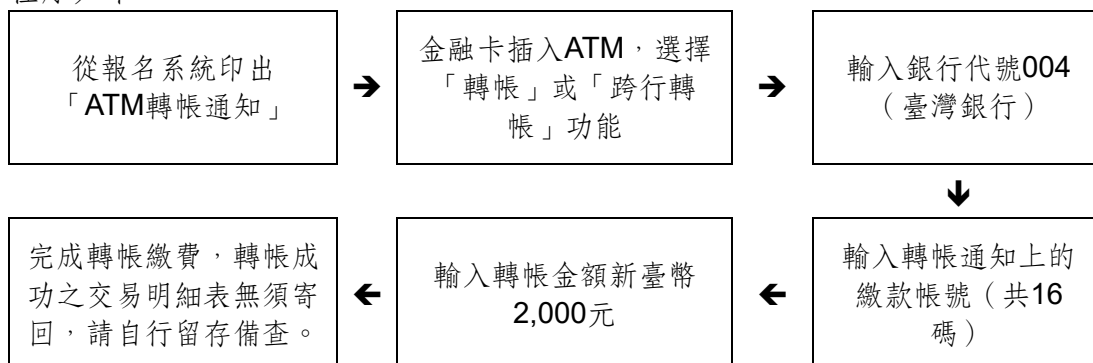 從報名系統印出
「ATM轉帳通知」
➔
金融卡插入ATM，選擇
「轉帳」或「跨行轉
帳」功能
➔
輸入銀行代號004
（臺灣銀行）
輸入轉帳通知上的
繳款帳號（共16
碼）
輸入轉帳金額新臺幣
2,000元
完成轉帳繳費，轉帳成
功之交易明細表無須寄
回，請自行留存備查。